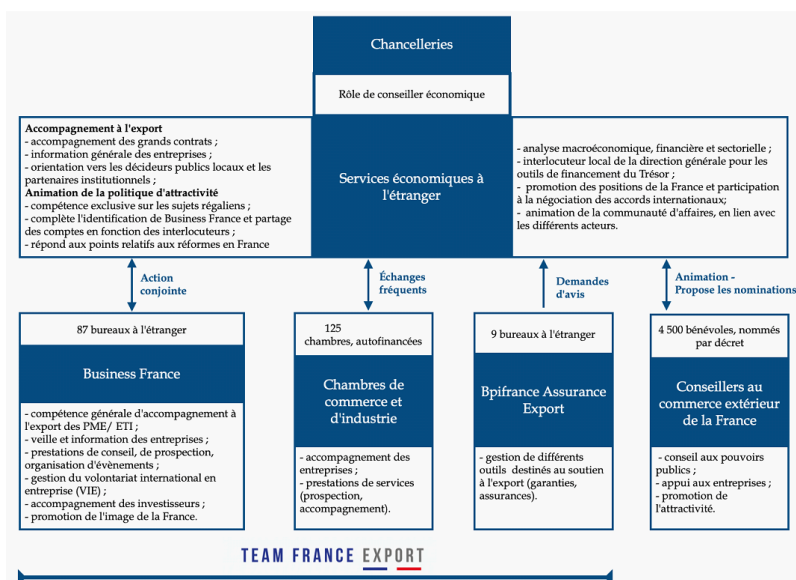 Chancelleries
Rôle de conseiller économique
Accompagnement à l'export
- accompagnement des grands contrats ;
- information générale des entreprises ;
- orientation vers les décideurs publics locaux et les
partenaires institutionnels ;
Animation de la politique d'attractivité
- compétence exclusive sur les sujets régaliens ;
- complète l'identification de Business France et partage
des comptes en fonction des interlocuteurs ;
- répond aux points relatifs aux réformes en France
Services économiques à
l'étranger
- analyse macroéconomique, financière et sectorielle ;
- interlocuteur local de la direction générale pour les
outils de financement du Trésor ;
- promotion des positions de la France et participation
à la négociation des accords internationaux;
- animation de la communauté d'affaires, en lien avec
les différents acteurs.
Action
conjointe
Échanges
fréquents
Demandes
d'avis
Animation -
Propose les nominations
87 bureaux à l'étranger
Business France
- compétence générale d'accompagnement à
l'export des PME/ ETI ;
- veille et information des entreprises ;
- prestations de conseil, de prospection,
organisation d'évènements ;
- gestion du volontariat international en
entreprise (VIE) ;
- accompagnement des investisseurs ;
- promotion de l'image de la France.
125
chambres, autofinancées
Chambres de
commerce et
d'industrie
- accompagnement des
entreprises ;
- prestations de services
(prospection,
accompagnement).
9 bureaux à l'étranger
Bpifrance Assurance
Export
- gestion de différents
outils destinés au soutien
à l'export (garanties,
assurances).
4 500 bénévoles, nommés
par décret
Conseillers au
commerce extérieur
de la France
- conseil aux pouvoirs
publics ;
- appui aux entreprises ;
- promotion de
l'attractivité.
TEAM FRANCE EXPORT